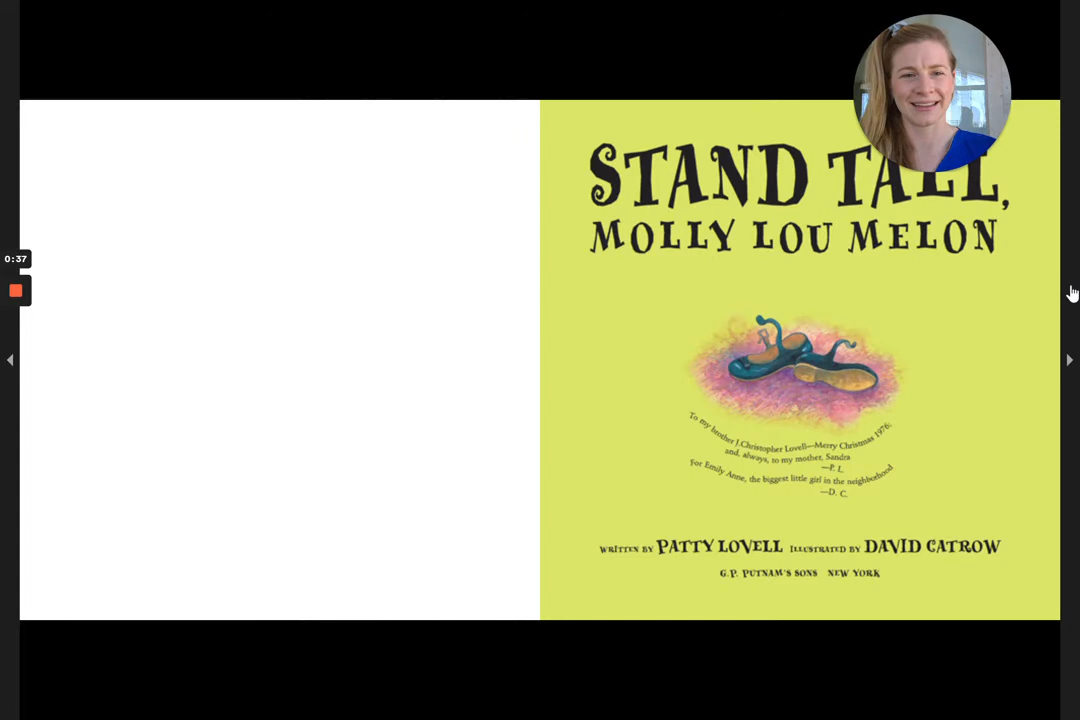 0:37
STAND TALL,
MOLLY LOU MELON
To my brother J.Christopher Lovell—Merry Christmas 1976;
and, always, to my mother, Sandra
—P. L.
For Emily Anne, the biggest little girl in the neighborhood
—D. C.
WRITTEN BY PATTY LOVELL ILLUSTRATED BY DAVID CATROW
G.P. PUTNAM'S SONS NEW YORK